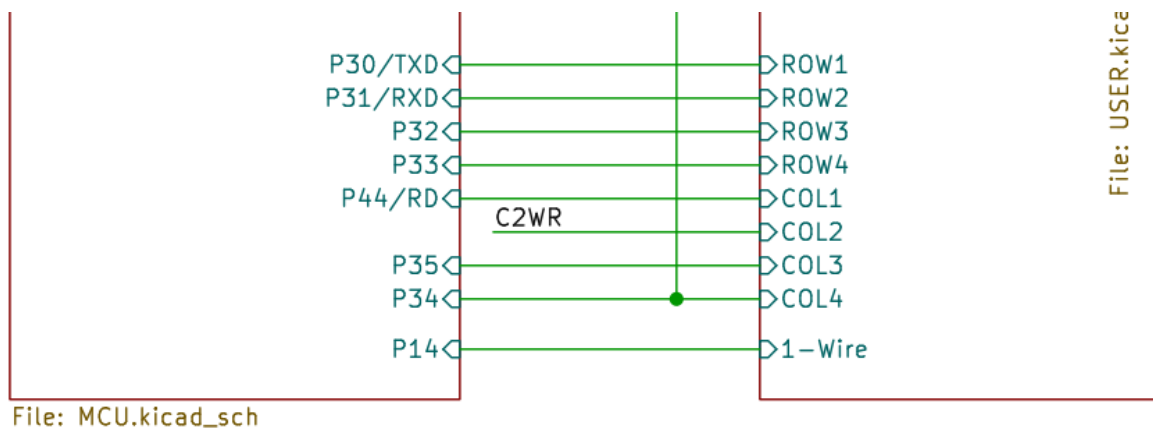 P30/TXD
P31/RXD
P32
P33
P44/RD
C2WR
P35
P34
P14
ROW1
ROW2
ROW3
ROW4
COL1
COL2
COL3
COL4
1-Wire
File: USER.kica
File: MCU.kicad_sch